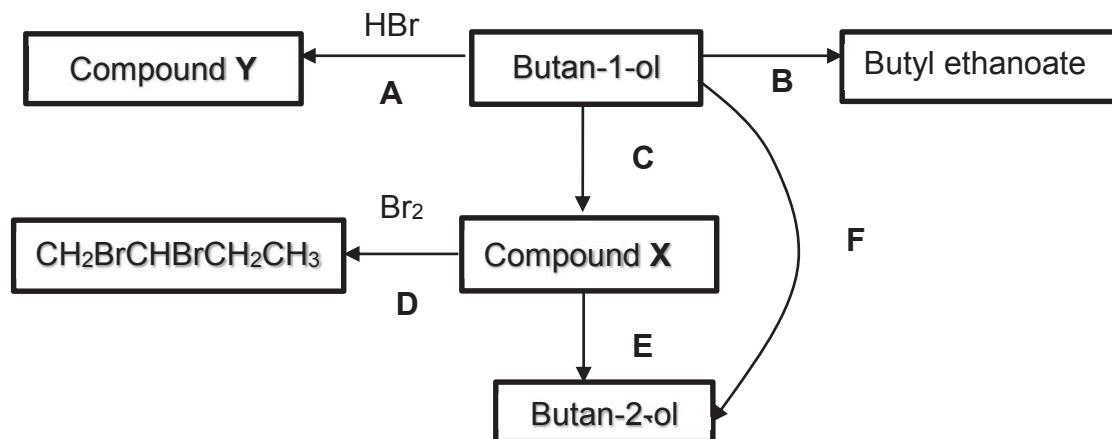 HBr
Compound Y
Butan-1-ol
Butyl ethanoate
A
B
C
Br₂
CH₂BrCHBrCH₂CH₃
Compound X
F
D
E
Butan-2-ol